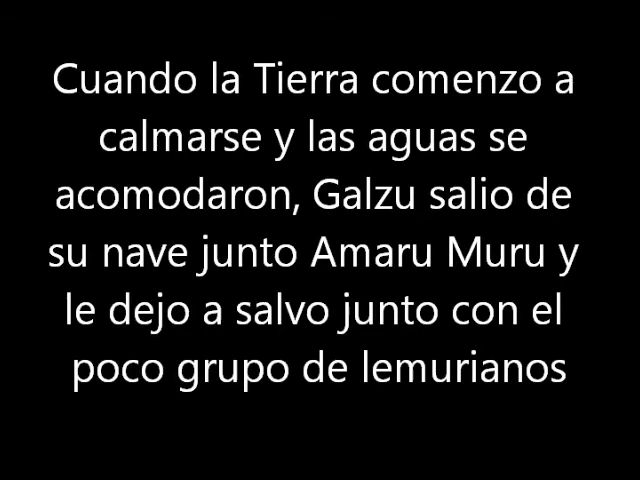 Cuando la Tierra comenzo a
calmarse y las aguas se
acomodaron, Galzu salio de
su nave junto Amaru Muru y
le dejo a salvo junto con el
poco grupo de lemurianos